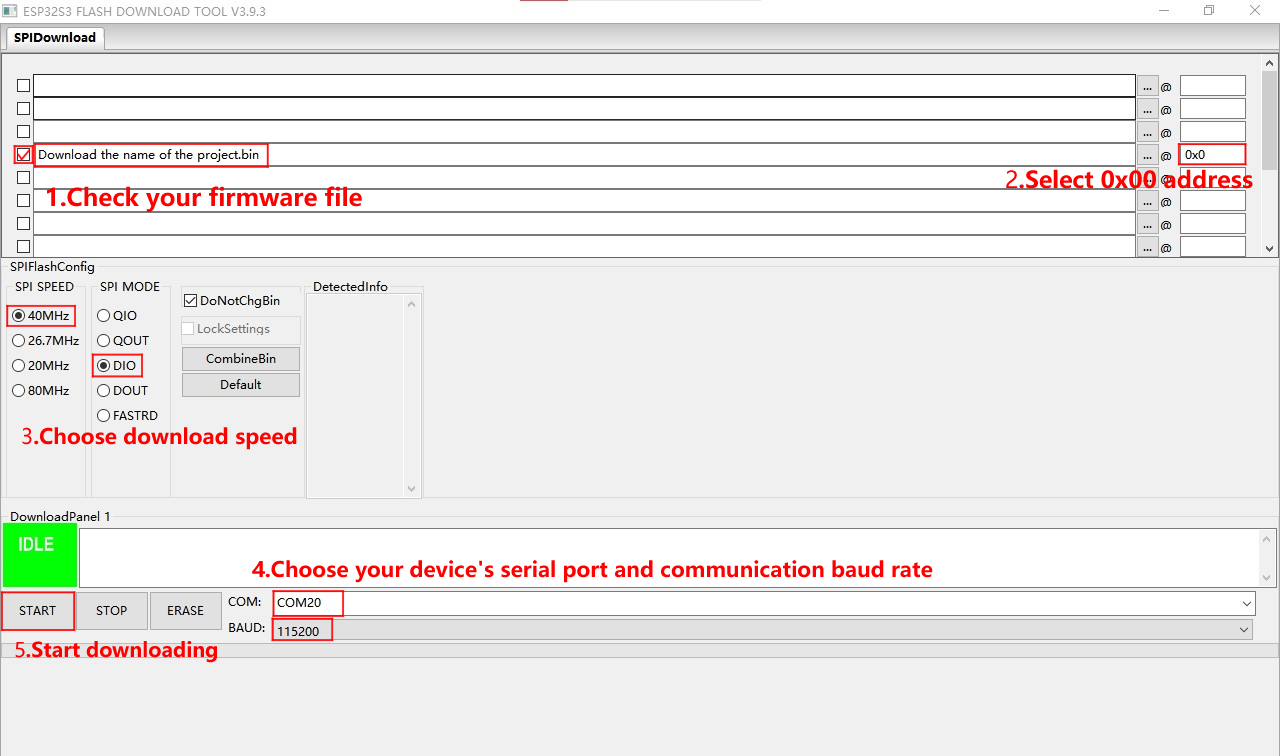 ESP32S3 FLASH DOWNLOAD TOOL V3.9.3
SPIDownload
... @
... @
... @
Download the name of the project.bin ... @ 0x0
2.Select 0x00 address
1.Check your firmware file
... @
... @
... @
SPIFlashConfig
SPI SPEED
40MHz
26.7MHz
20MHz
80MHz
SPI MODE
QIO
QOUT
DIO
DOUT
FASTRD
DoNotChgBin
LockSettings
CombineBin
Default
DetectedInfo
3.Choose download speed
DownloadPanel 1
IDLE
4.Choose your device's serial port and communication baud rate
START
STOP
ERASE
COM: COM20
BAUD: 115200
5.Start downloading